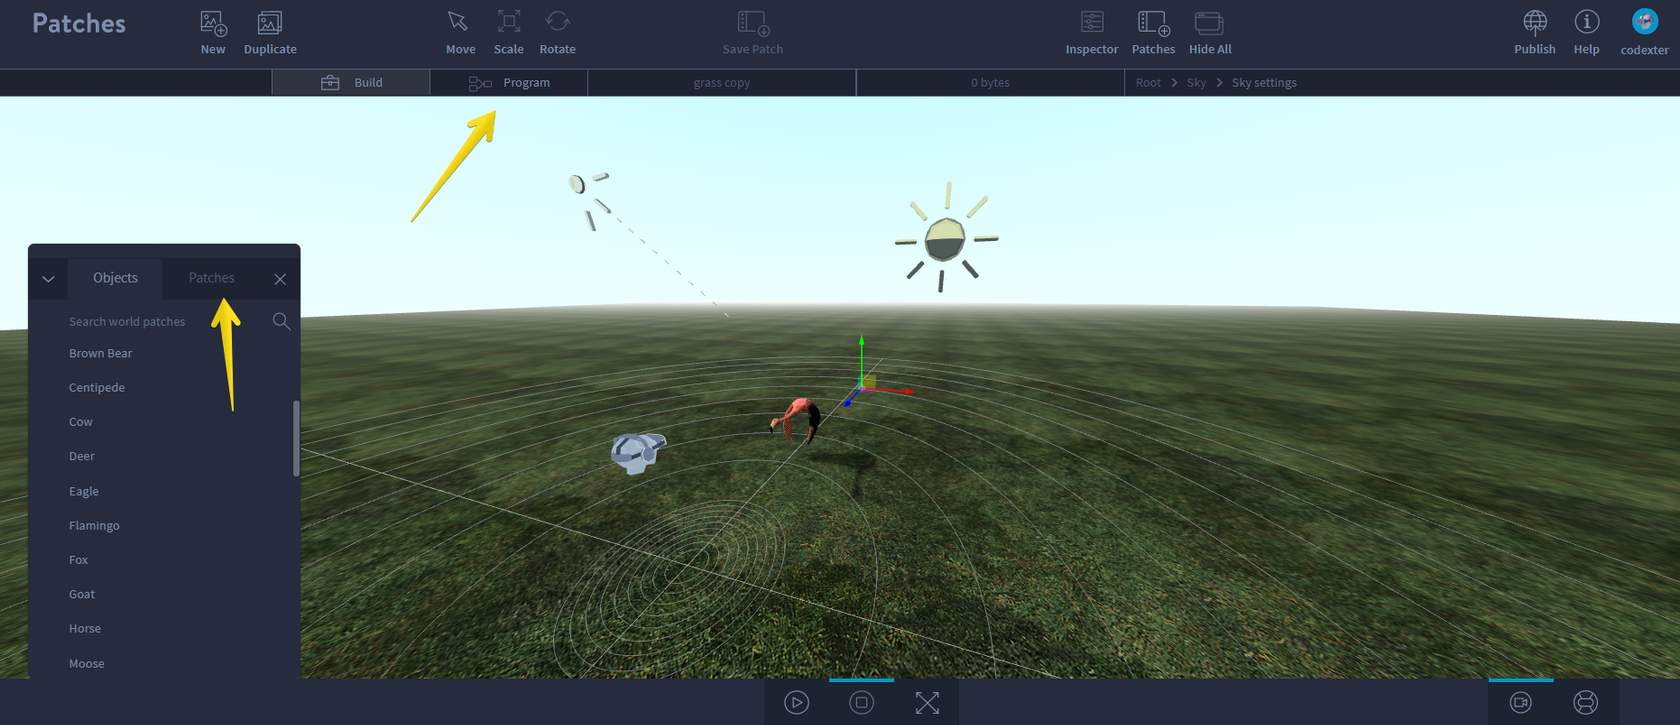 Patches
New
Duplicate
Move
Scale
Rotate
Save Patch
Inspector
Patches
Hide All
Publish
Help
codexter
Build
Program
grass copy
0 bytes
Root > Sky > Sky settings
Objects
Patches
Search world patches
Brown Bear
Centipede
Cow
Deer
Eagle
Flamingo
Fox
Goat
Horse
Moose